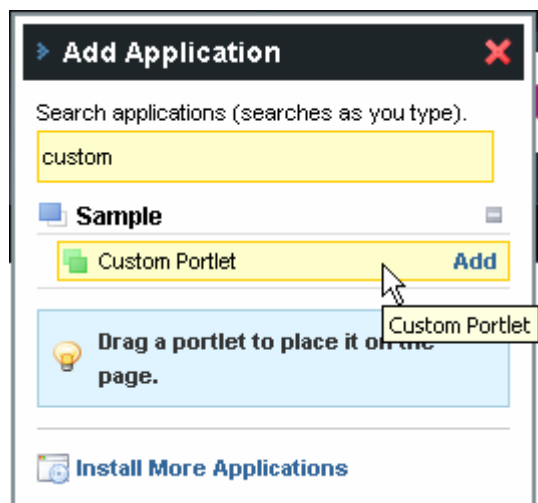 Add Application
Search applications (searches as you type).
custom
Sample
Custom Portlet
Add
Custom Portlet
Drag a portlet to place it on the
page.
Install More Applications